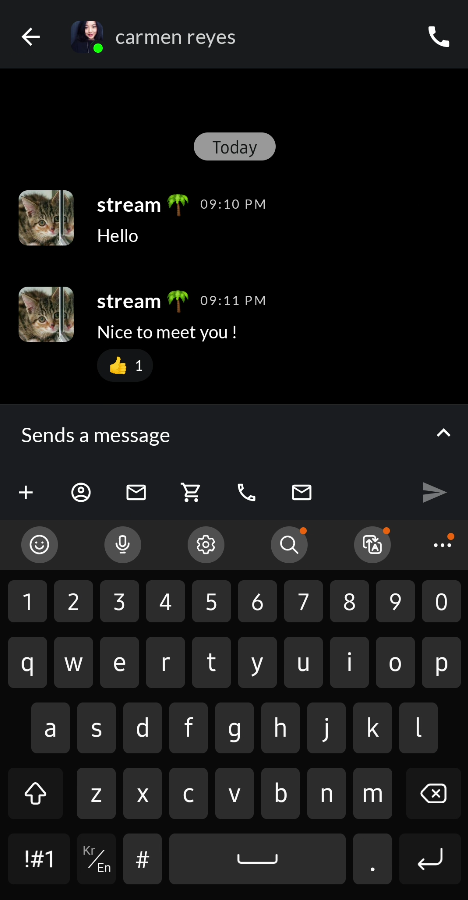 carmen reyes
Today
stream 🌴 09:10 PM
Hello
stream 🌴 09:11 PM
Nice to meet you !
👍 1
Sends a message
1 2 3 4 5 6 7 8 9 0
q w e r t y u i o p
a s d f g h j k l
z x c v b n m
!#1 Kr/En # .